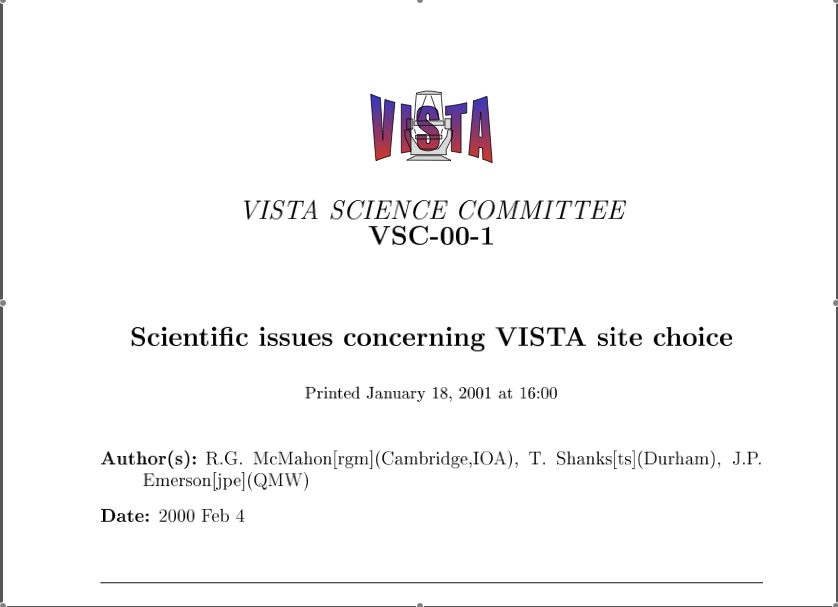 VISTA
VISTA SCIENCE COMMITTEE
VSC-00-1
Scientific issues concerning VISTA site choice
Printed January 18, 2001 at 16:00
Author(s): R.G. McMahon[rgm](Cambridge,IOA), T. Shanks[ts](Durham), J.P.
Emerson[jpe](QMW)
Date: 2000 Feb 4